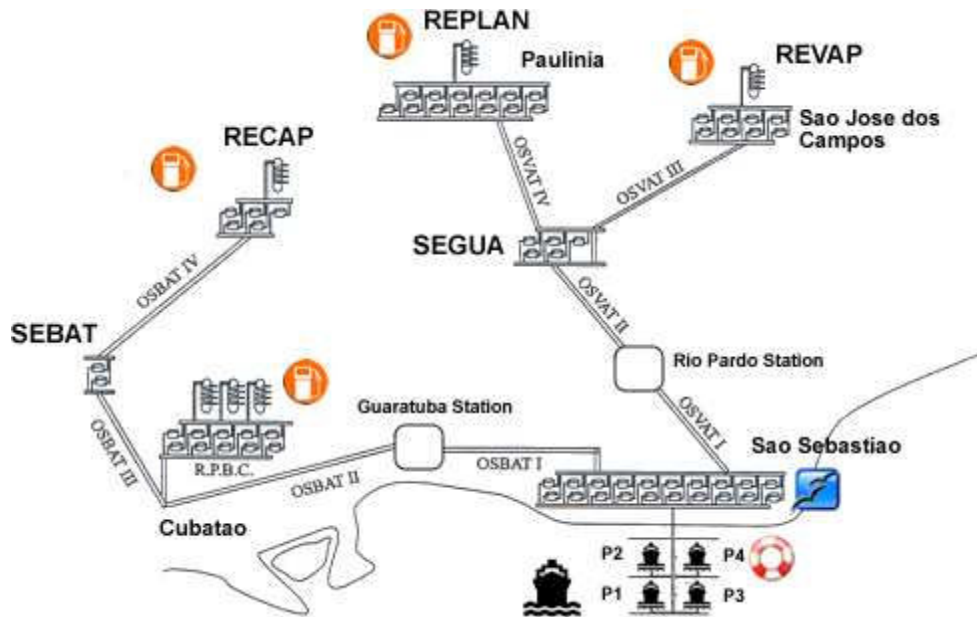 REPLAN
Paulinia
REVAP
Sao Jose dos
Campos
RECAP
OSVAT IV
OSVAT III
SEGUA
OSBAT IV
OSVAT II
SEBAT
Rio Pardo Station
Guaratuba Station
OSVAT I
Sao Sebastiao
R.P.B.C.
OSBAT III
OSBAT II
OSBAT I
Cubatao
P2
P4
P1
P3